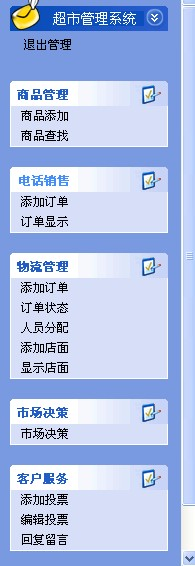 超市管理系统
退出管理
商品管理
商品添加
商品查找
电话销售
添加订单
订单显示
物流管理
添加订单
订单状态
人员分配
添加店面
显示店面
市场决策
市场决策
客户服务
添加投票
编辑投票
回复留言